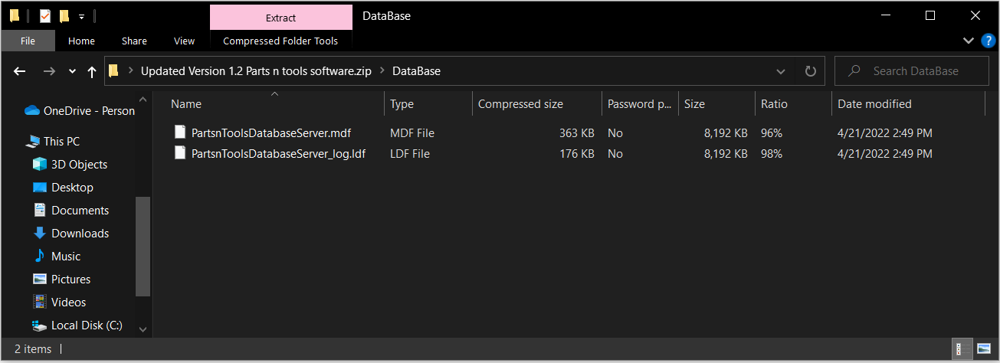 Extract
DataBase
File Home Share View Compressed Folder Tools ?
Updated Version 1.2 Parts n tools software.zip DataBase Search DataBase
Name Type Compressed size Password p... Size Ratio Date modified
PartsnToolsDatabaseServer.mdf MDF File 363 KB No 8,192 KB 96% 4/21/2022 2:49 PM
PartsnToolsDatabaseServer_log.ldf LDF File 176 KB No 8,192 KB 98% 4/21/2022 2:49 PM
OneDrive - Person
This PC
3D Objects
Desktop
Documents
Downloads
Music
Pictures
Videos
Local Disk (C:)
2 items